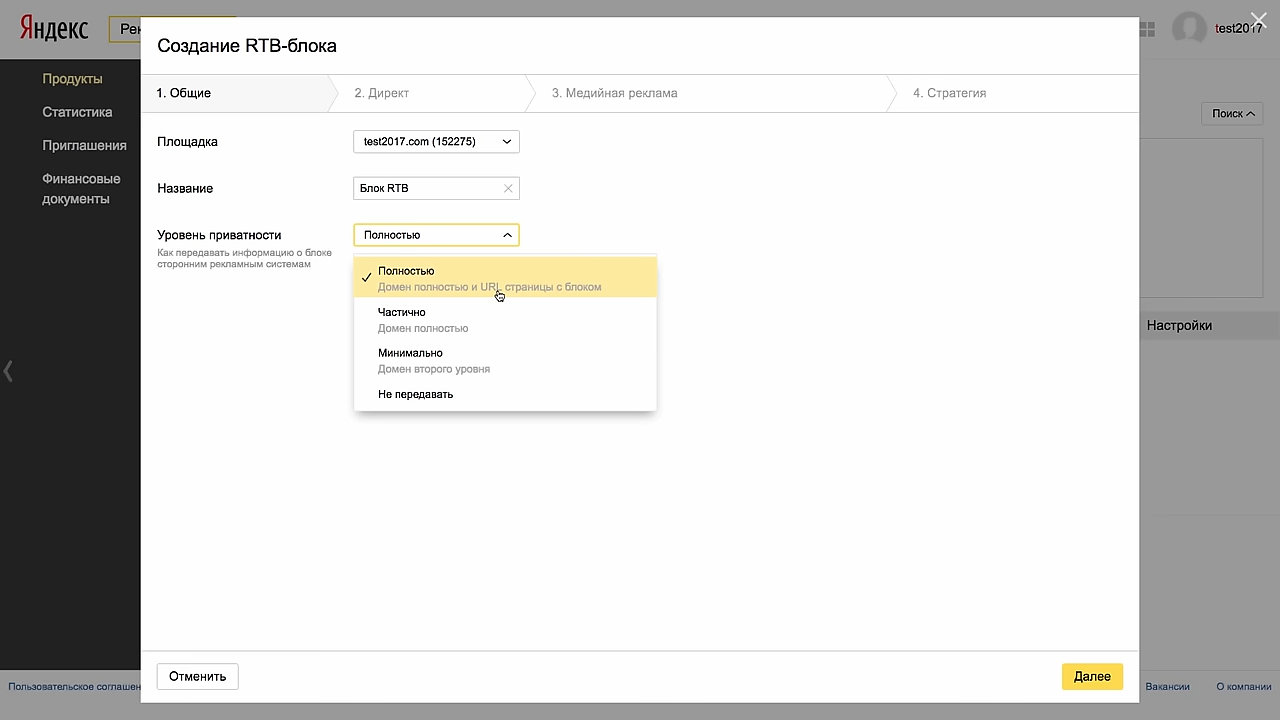 Яндекс
test2017
Продукты
Статистика
Приглашения
Финансовые
документы
Поиск
Настройки
Создание RTB-блока
1. Общие
2. Директ
3. Медийная реклама
4. Стратегия
Площадка
test2017.com (152275)
Название
Блок RTB
Уровень приватности
Как передавать информацию о блоке
сторонним рекламным системам
Полностью
Полностью
Домен полностью и URL страницы с блоком
Частично
Домен полностью
Минимально
Домен второго уровня
Не передавать
Отменить
Далее
Вакансии
О компании